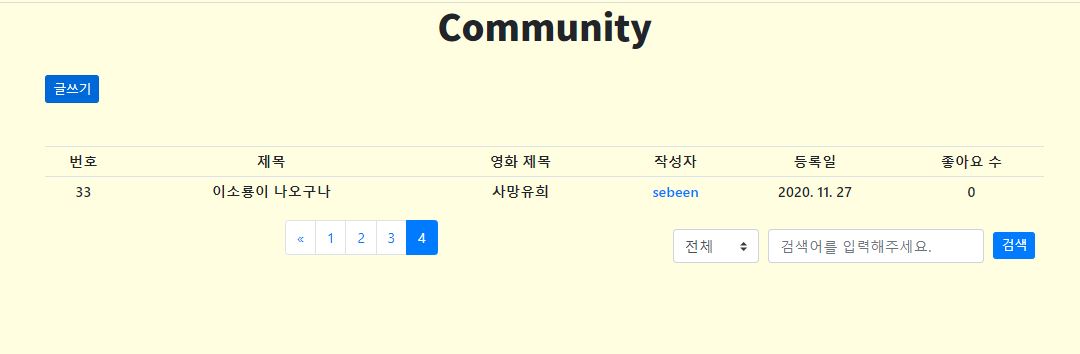 Community
글쓰기
번호 제목 영화 제목 작성자 등록일 좋아요 수
33 이소룡이 나오구나 사망유희 sebeen 2020. 11. 27 0
« 1 2 3 4 전체 검색어를 입력해주세요. 검색